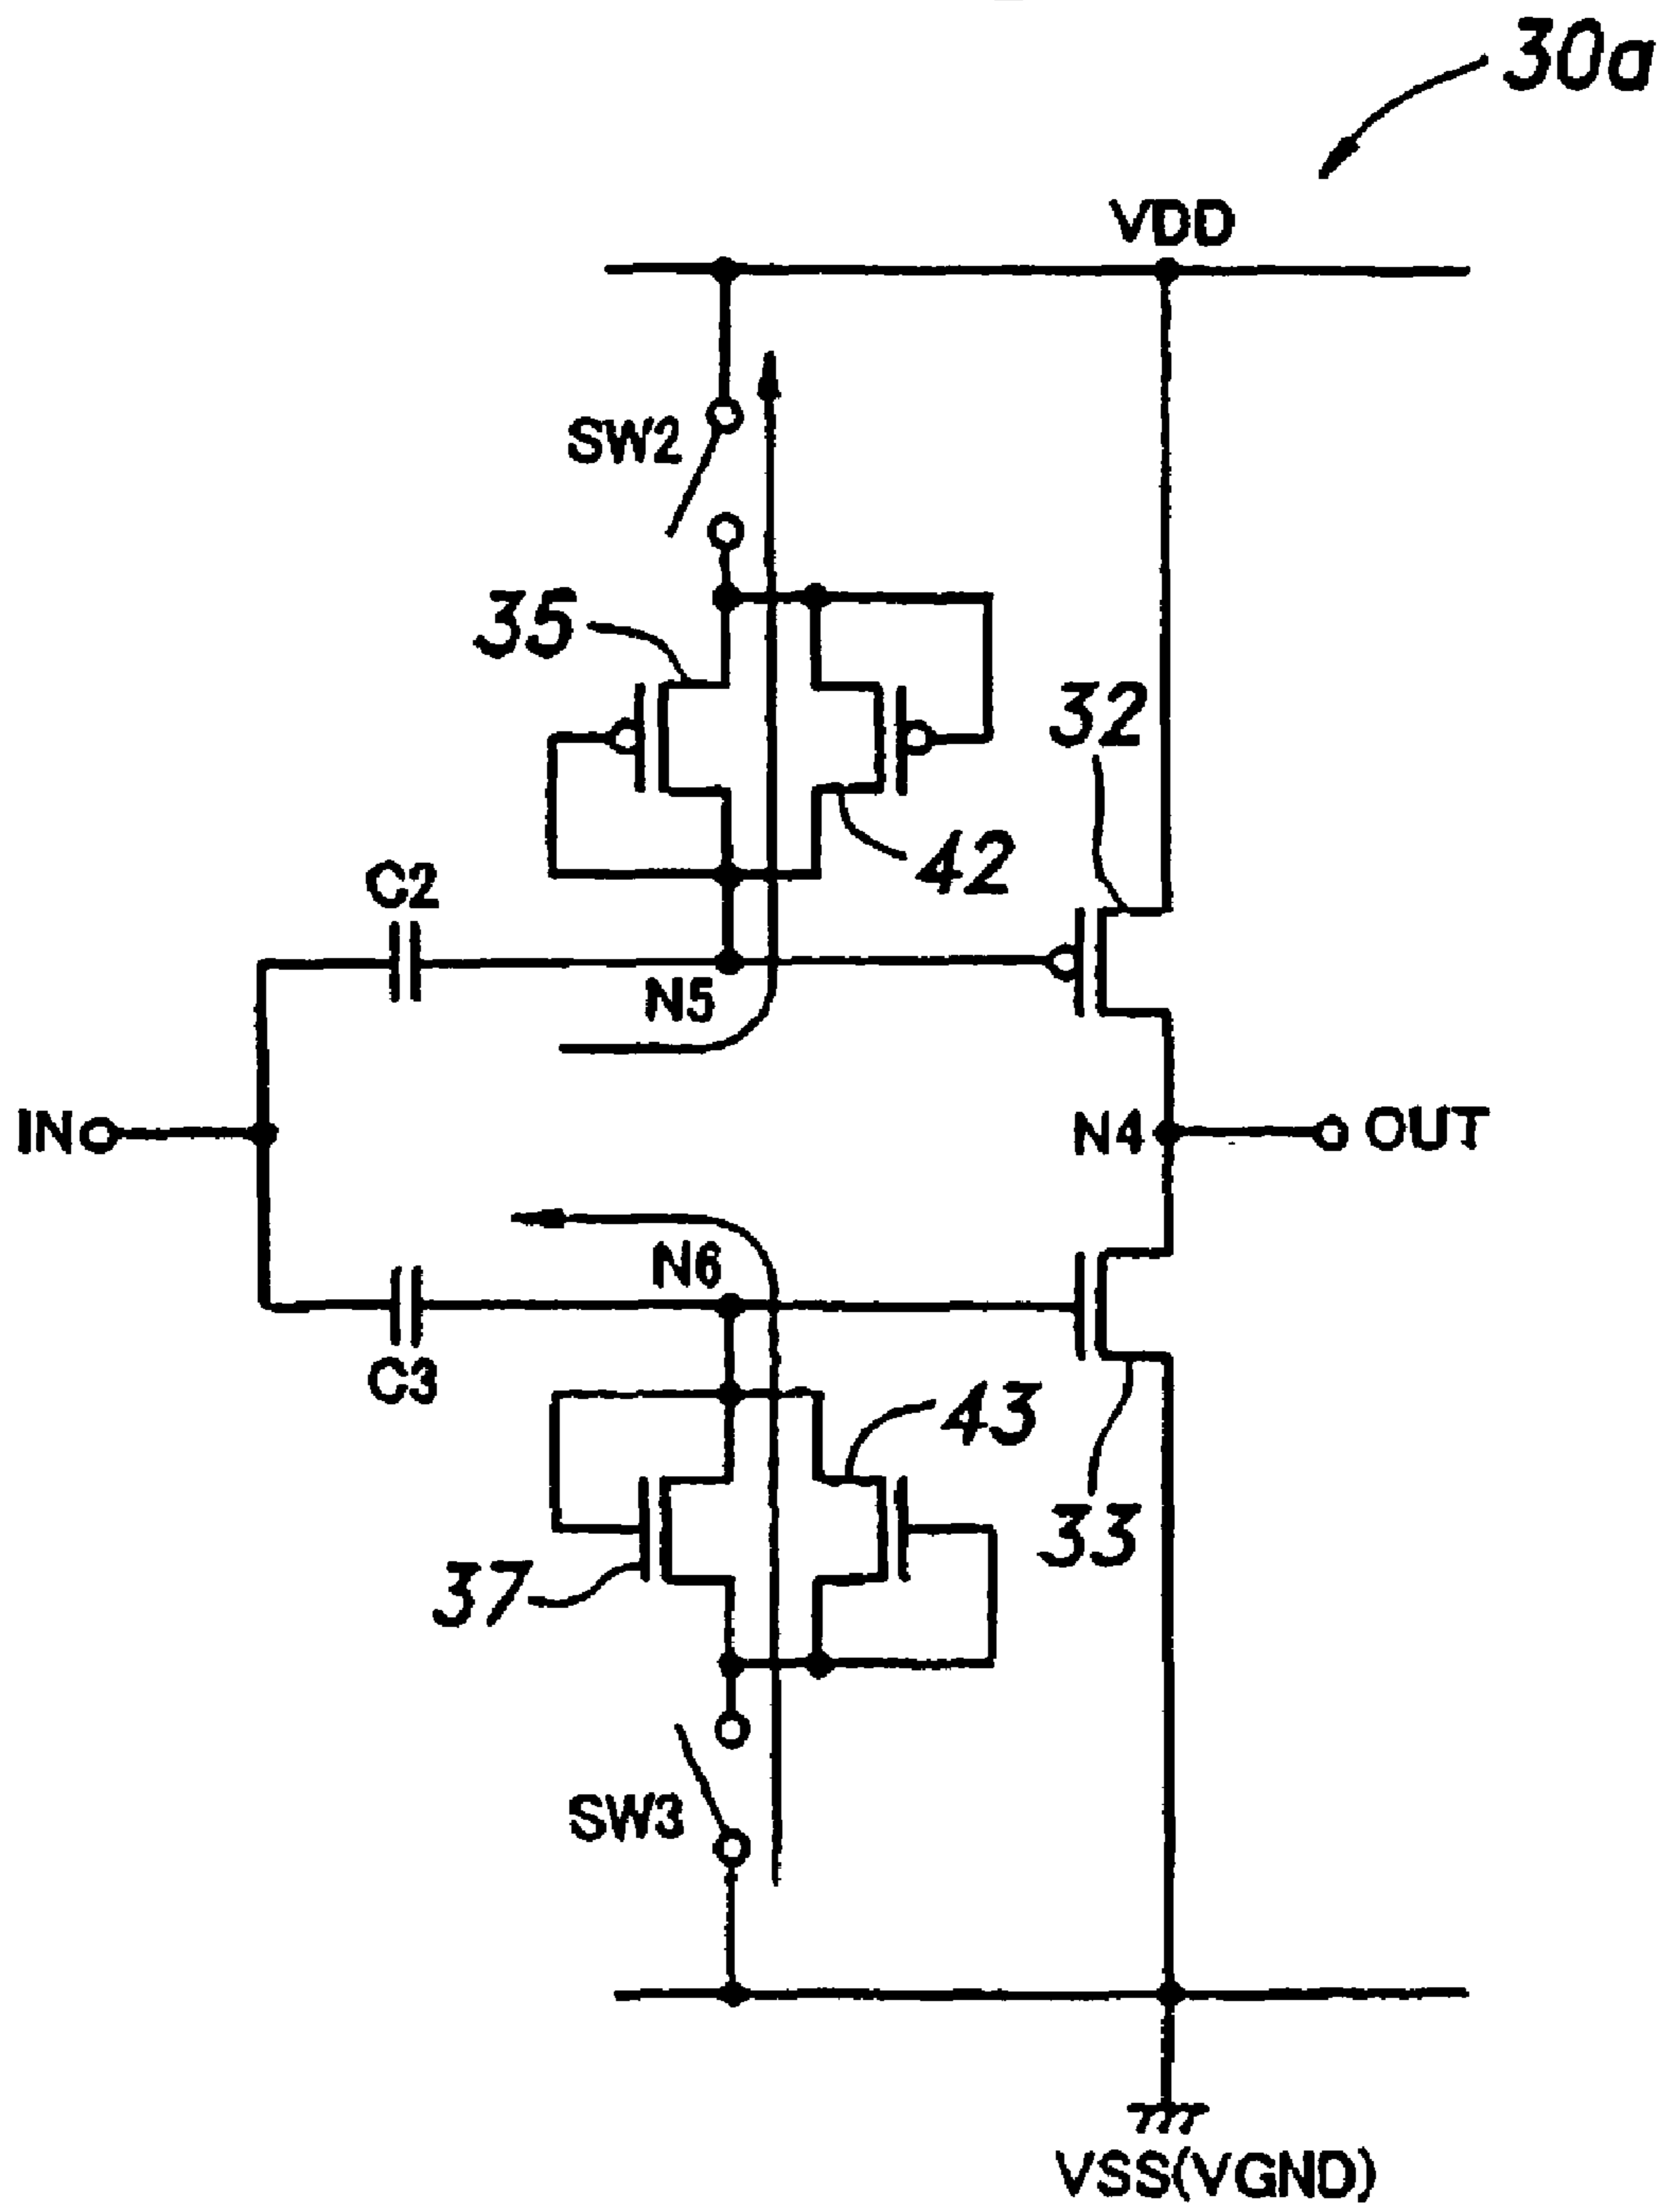 30a
VDD
SW2
35
32
42
C2
N5
IN
N4
OUT
N6
C3
43
33
37
SW3
VSS(VGND)